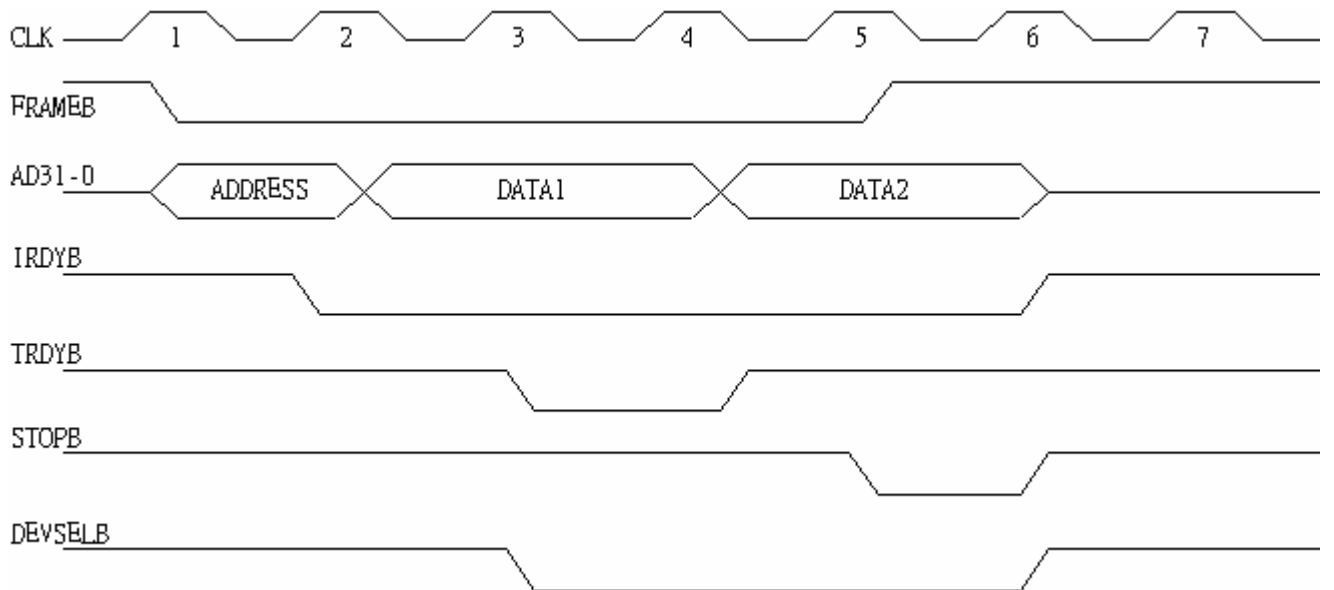 CLK 1 2 3 4 5 6 7
FRAMEB
AD31-0 ADDRESS DATA1 DATA2
IRDYB
TRDYB
STOPB
DEVSELB